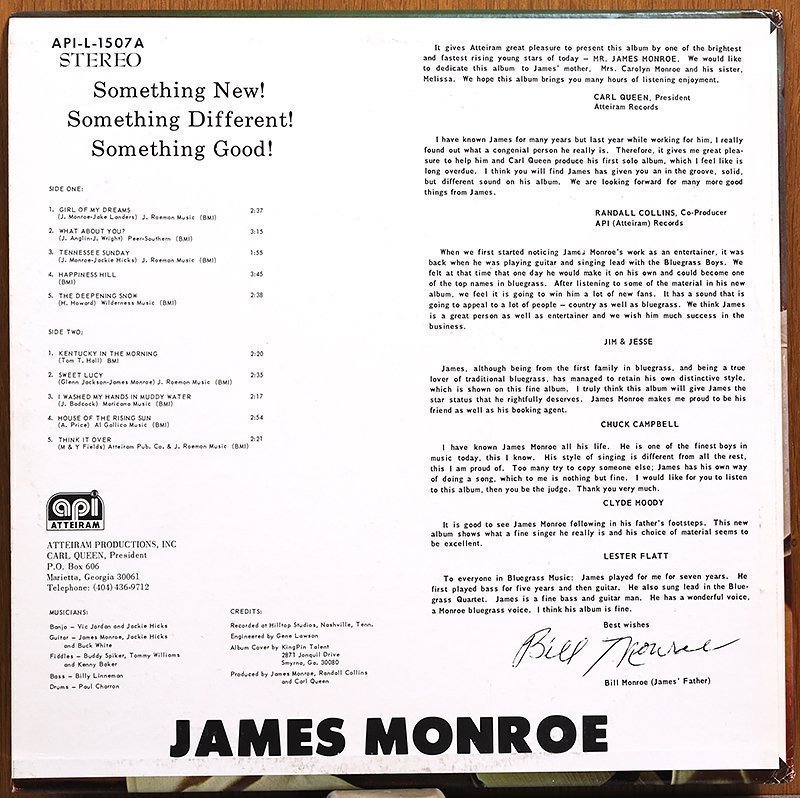 API-L-1507A
STEREO
Something New!
Something Different!
Something Good!
SIDE ONE:
1. GIRL OF MY DREAMS 2:37
(J. Monroe-Jake Landers) J. Roemon Music (BMI)
2. WHAT ABOUT YOU? 3:15
(J. Anglin-J. Wright) Peer-Southern (BMI)
3. TENNESSEE SUNDAY 1:55
(J. Monroe-Jackie Hicks) J. Roemon Music (BMI)
4. HAPPINESS HILL 3:45
(BMI)
5. THE DEEPENING SNOW 2:38
(H. Howard) Wilderness Music (BMI)
SIDE TWO:
1. KENTUCKY IN THE MORNING 2:20
(Tom T. Hall) BMI
2. SWEET LUCY 2:35
(Glenn Jackson-James Monroe) J. Roemon Music (BMI)
3. I WASHED MY HANDS IN MUDDY WATER 2:17
(J. Badcock) Maricana Music (BMI)
4. HOUSE OF THE RISING SUN 2:54
(A. Price) Al Gallico Music (BMI)
5. THINK IT OVER 2:21
(M & Y Fields) Atteiram Pub. Co. & J. Roemon Music (BMI)
api
ATTEIRAM
ATTEIRAM PRODUCTIONS, INC
CARL QUEEN, President
P.O. Box 606
Marietta, Georgia 30061
Telephone: (404) 436-9712
MUSICIANS:
Banjo – Vic Jordan and Jackie Hicks
Guitar – James Monroe, Jackie Hicks
and Buck White
Fiddles – Buddy Spiker, Tommy Williams
and Kenny Baker
Bass – Billy Linneman
Drums – Paul Charron
CREDITS:
Recorded at Hilltop Studios, Nashville, Tenn.
Engineered by Gene Lawson
Album Cover by KingPin Talent
2871 Jonquil Drive
Smyrna, Ga. 30080
Produced by James Monroe, Randall Collins
and Carl Queen
It gives Atteiram great pleasure to present this album by one of the brightest
and fastest rising young stars of today – MR. JAMES MONROE. We would like
to dedicate this album to James' mother, Mrs. Carolyn Monroe and his sister,
Melissa. We hope this album brings you many hours of listening enjoyment.
CARL QUEEN, President
Atteiram Records
I have known James for many years but last year while working for him, I really
found out what a congenial person he really is. Therefore, it gives me great plea-
sure to help him and Carl Queen produce his first solo album, which I feel like is
long overdue. I think you will find James has given you an in the groove, solid,
but different sound on his album. We are looking forward for many more good
things from James.
RANDALL COLLINS, Co-Producer
API (Atteiram) Records
When we first started noticing James Monroe's work as an entertainer, it was
back when he was playing guitar and singing lead with the Bluegrass Boys. We
felt at that time that one day he would make it on his own and could become one
of the top names in bluegrass. After listening to some of the material in his new
album, we feel it is going to win him a lot of new fans. It has a sound that is
going to appeal to a lot of people – country as well as bluegrass. We think James
is a great person as well as entertainer and we wish him much success in the
business.
JIM & JESSE
James, although being from the first family in bluegrass, and being a true
lover of traditional bluegrass, has managed to retain his own distinctive style,
which is shown on this fine album. I truly think this album will give James the
star status that he rightfully deserves. James Monroe makes me proud to be his
friend as well as his booking agent.
CHUCK CAMPBELL
I have known James Monroe all his life. He is one of the finest boys in
music today, this I know. His style of singing is different from all the rest,
this I am proud of. Too many try to copy someone else; James has his own way
of doing a song, which to me is nothing but fine. I would like for you to listen
to this album, then you be the judge. Thank you very much.
CLYDE MOODY
It is good to see James Monroe following in his father's footsteps. This new
album shows what a fine singer he really is and his choice of material seems to
be excellent.
LESTER FLATT
To everyone in Bluegrass Music: James played for me for seven years. He
first played bass for five years and then guitar. He also sung lead in the Blue-
grass Quartet. James is a fine bass and guitar man. He has a wonderful voice,
a Monroe bluegrass voice. I think his album is fine.
Best wishes
Bill Monroe
Bill Monroe (James' Father)
JAMES MONROE